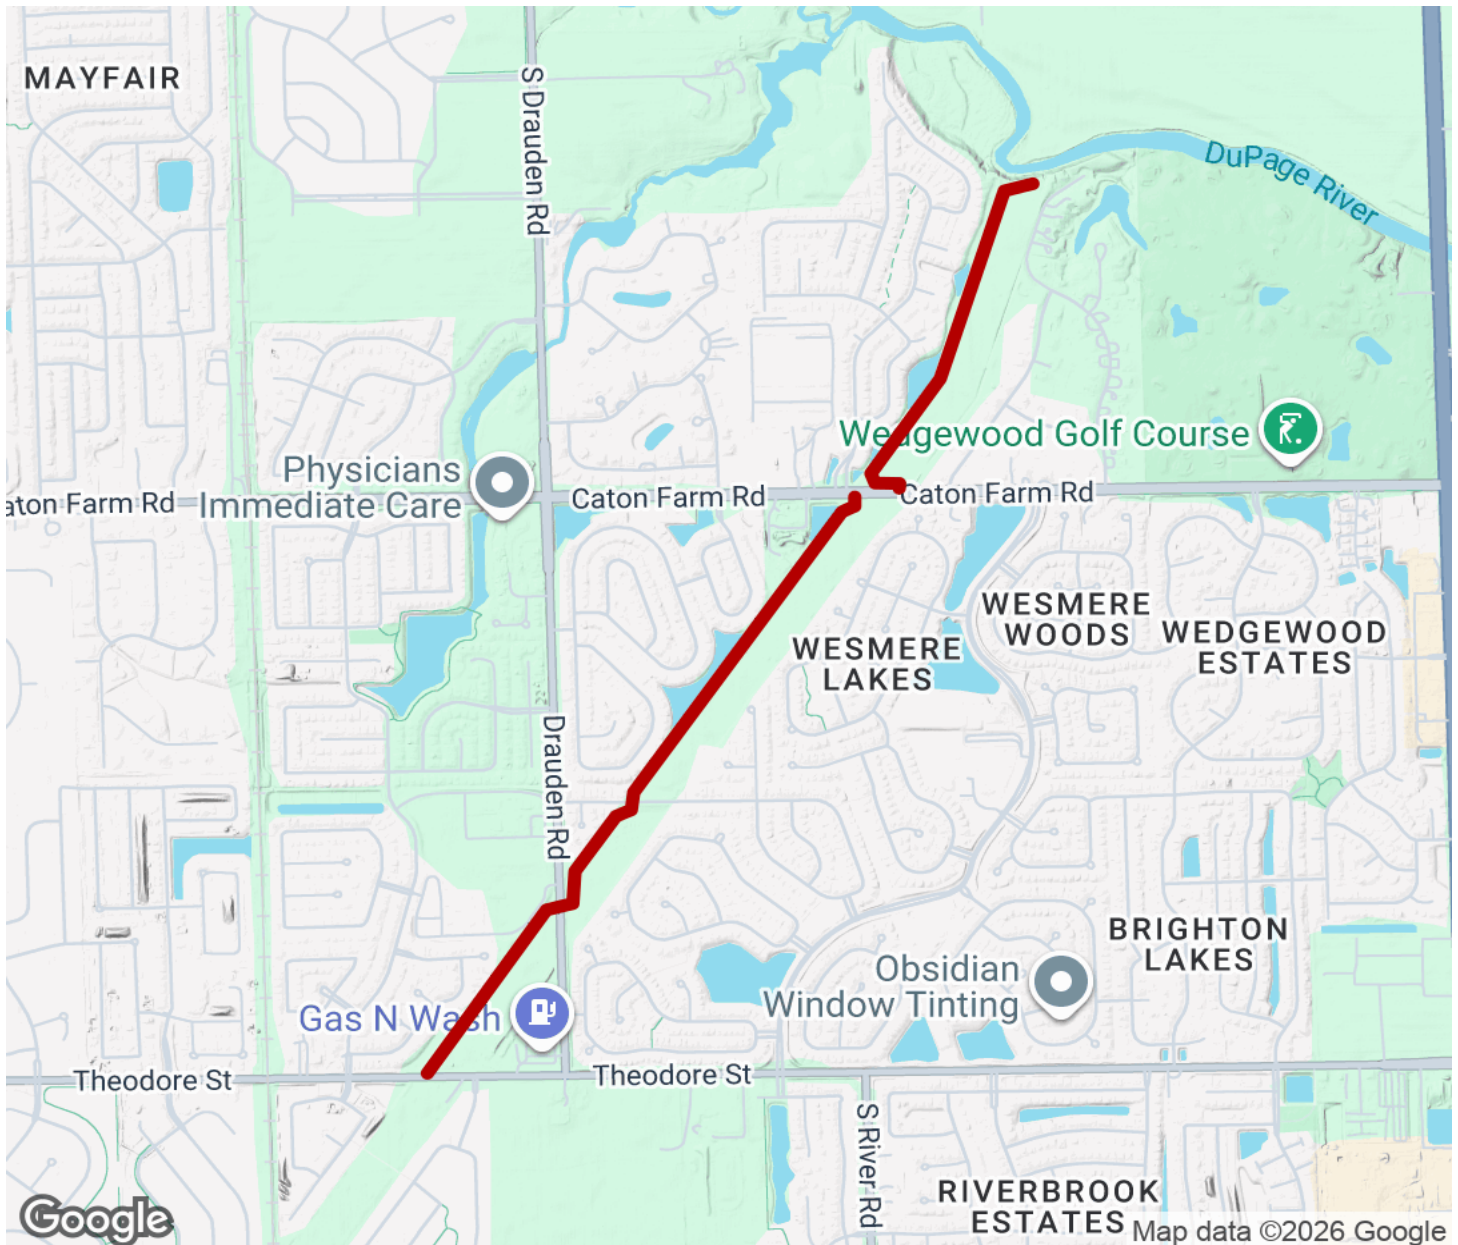 MAYFAIR
S Drauden Rd
DuPage River
Wedgewood Golf Course
Physicians
Immediate Care
aton Farm Rd
Caton Farm Rd
Caton Farm Rd
WESMERE
WOODS
WEDGEWOOD
ESTATES
WESMERE
LAKES
Drauden Rd
BRIGHTON
LAKES
Obsidian
Window Tinting
Gas N Wash
Theodore St
Theodore St
S River Rd
RIVERBROOK
ESTATES
Google
Map data ©2026 Google